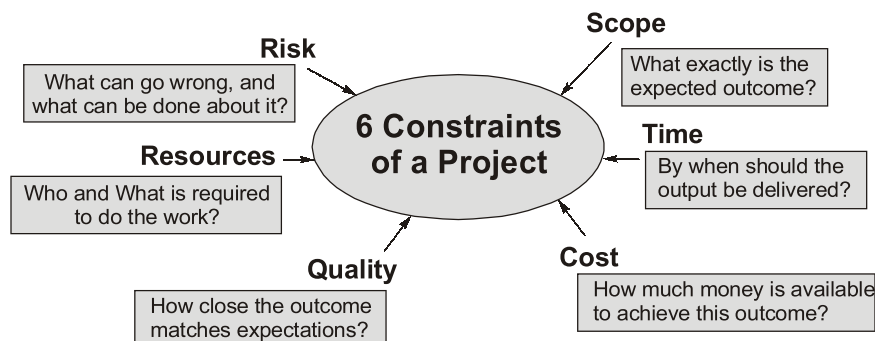 Scope
What exactly is the
expected outcome?
Risk
What can go wrong, and
what can be done about it?
6 Constraints
of a Project
Time
By when should the
output be delivered?
Resources
Who and What is required
to do the work?
Cost
How much money is available
to achieve this outcome?
Quality
How close the outcome
matches expectations?